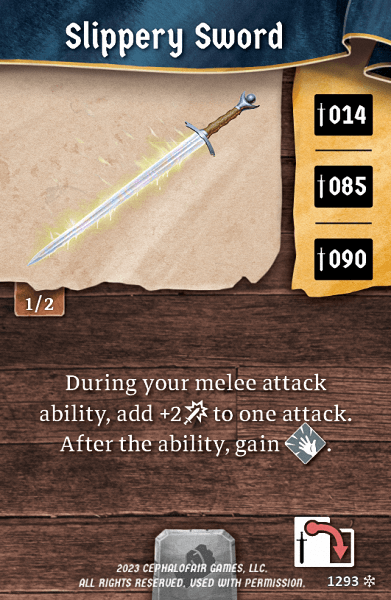 Slippery Sword
014
085
090
1/2
During your melee attack
ability, add +2 to one attack.
After the ability, gain .
2023 CEPHALOFAIR GAMES, LLC.
ALL RIGHTS RESERVED. USED WITH PERMISSION.
1293